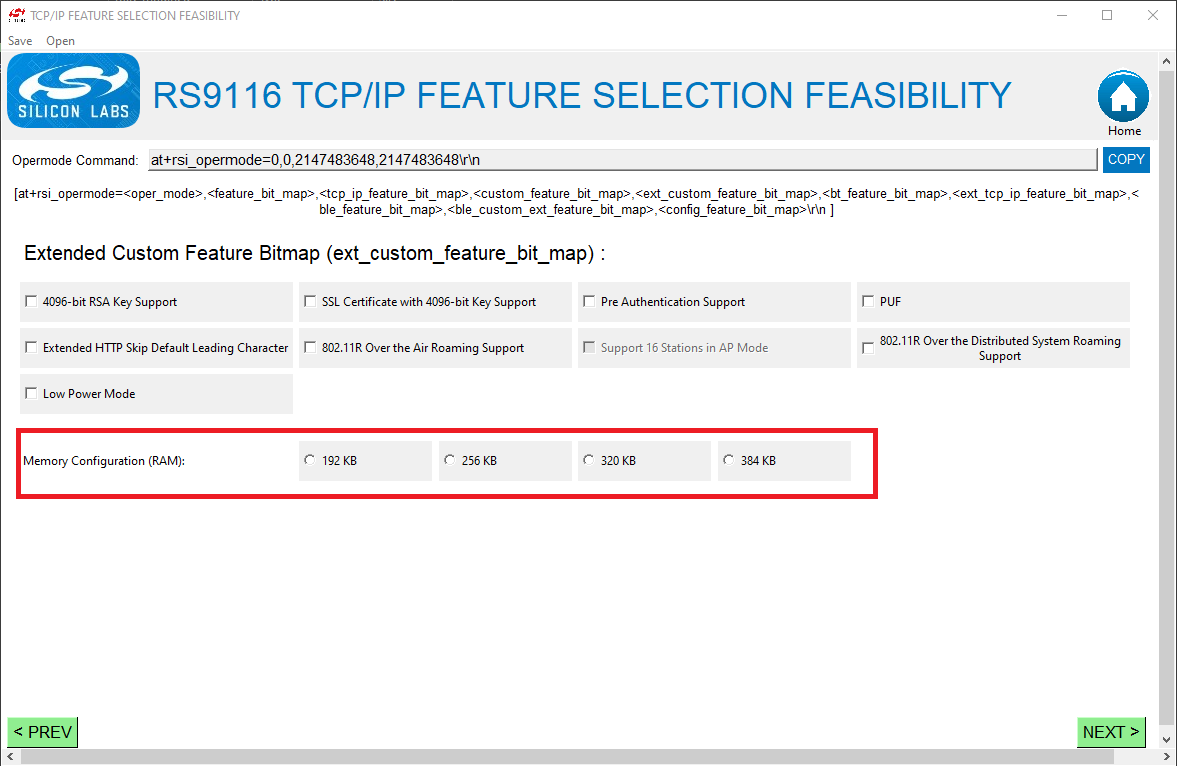 TCP/IP FEATURE SELECTION FEASIBILITY
Save Open
SILICON LABS
RS9116 TCP/IP FEATURE SELECTION FEASIBILITY
Home
Opermode Command: at+rsi_opermode=0,0,2147483648,2147483648\r\n COPY
[at+rsi_opermode=<oper_mode>,<feature_bit_map>,<tcp_ip_feature_bit_map>,<custom_feature_bit_map>,<ext_custom_feature_bit_map>,<bt_feature_bit_map>,<ext_tcp_ip_feature_bit_map>,<
ble_feature_bit_map>,<ble_custom_ext_feature_bit_map>,<config_feature_bit_map>\r\n ]
Extended Custom Feature Bitmap (ext_custom_feature_bit_map) :
4096-bit RSA Key Support SSL Certificate with 4096-bit Key Support Pre Authentication Support PUF
Extended HTTP Skip Default Leading Character 802.11R Over the Air Roaming Support Support 16 Stations in AP Mode 802.11R Over the Distributed System Roaming
Support
Low Power Mode
Memory Configuration (RAM): 192 KB 256 KB 320 KB 384 KB
< PREV NEXT >